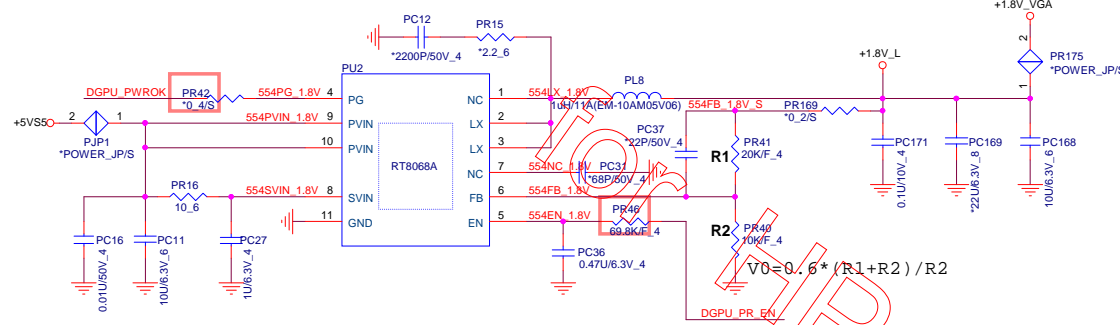 +1.8V_VGA
PC12
*2200P/50V_4
PR15
*2.2_6
2
1
PR175
*POWER_JP/S
+1.8V_L
PU2
DGPU_PWROK
PR42
*0_4/S
554PG_1.8V
4
PG
NC
1
554LX_1.8V
PL8
1uH/11A(EM-10AM05V06)
554FB_1.8V_S
PR169
*0_2/S
+5VS5
2
1
PJP1
*POWER_JP/S
554PVIN_1.8V
9
PVIN
LX
2
10
PVIN
LX
3
RT8068A
PC37
*22P/50V_4
R1
PR41
20K/F_4
PC171
0.1U/10V_4
PC169
*22U/6.3V_8
PC168
10U/6.3V_6
NC
7
554NC_1.8V
PC31
*68P/50V_4
PR16
10_6
554SVIN_1.8V
8
SVIN
FB
6
554FB_1.8V
11
GND
EN
5
554EN_1.8V
PR46
69.8K/F_4
R2
PR40
10K/F_4
PC16
0.01U/50V_4
PC11
10U/6.3V_6
PC27
1U/6.3V_4
PC36
0.47U/6.3V_4
V0=0.6*(R1+R2)/R2
DGPU_PR_EN
For
HP